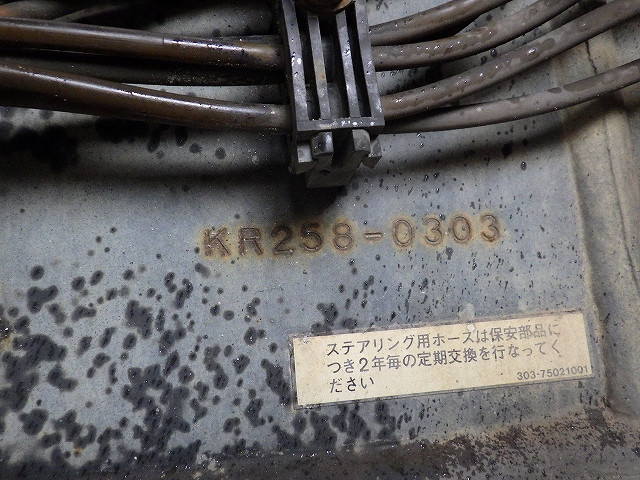 KR258-0303
ステアリング用ホースは保安部品に
つき2年毎の定期交換を行なってく
ださい
303-75021001